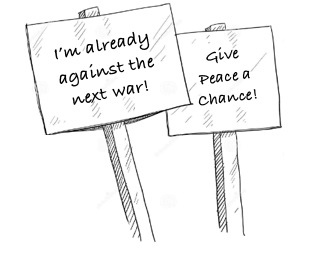 I'm already
against the
next war!
Give
Peace a
Chance!